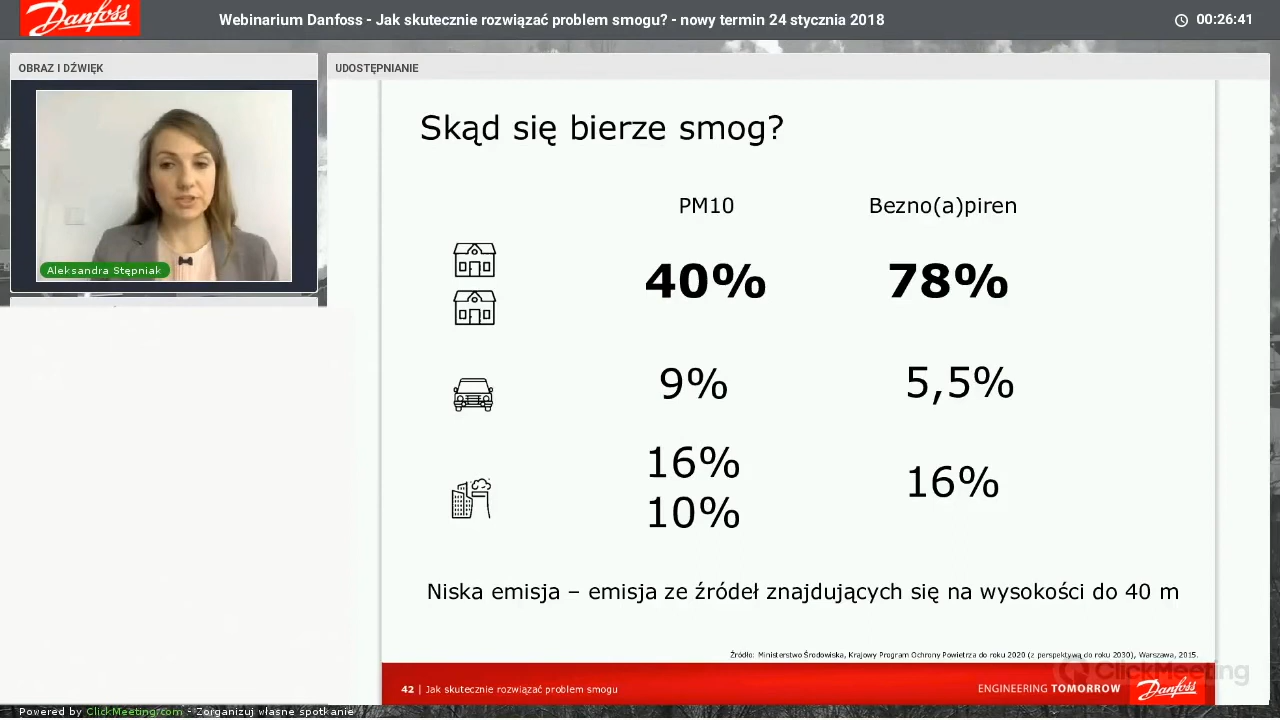 Danfoss
Webinarium Danfoss - Jak skutecznie rozwiązać problem smogu? - nowy termin 24 stycznia 2018
00:26:41
OBRAZ I DŹWIĘK
UDOSTĘPNIANIE
Aleksandra Stępniak
Skąd się bierze smog?
PM10 Bezno(a)piren
40% 78%
9% 5,5%
16%
10%
16%
Niska emisja – emisja ze źródeł znajdujących się na wysokości do 40 m
Źródło: Ministerstwo Środowiska, Krajowy Program Ochrony Powietrza do roku 2020 (z perspektywą do roku 2030), Warszawa, 2015.
ClickMeeting
42 | Jak skutecznie rozwiązać problem smogu
ENGINEERING TOMORROW
Danfoss
Powered by ClickMeeting.com - Zorganizuj własne spotkanie